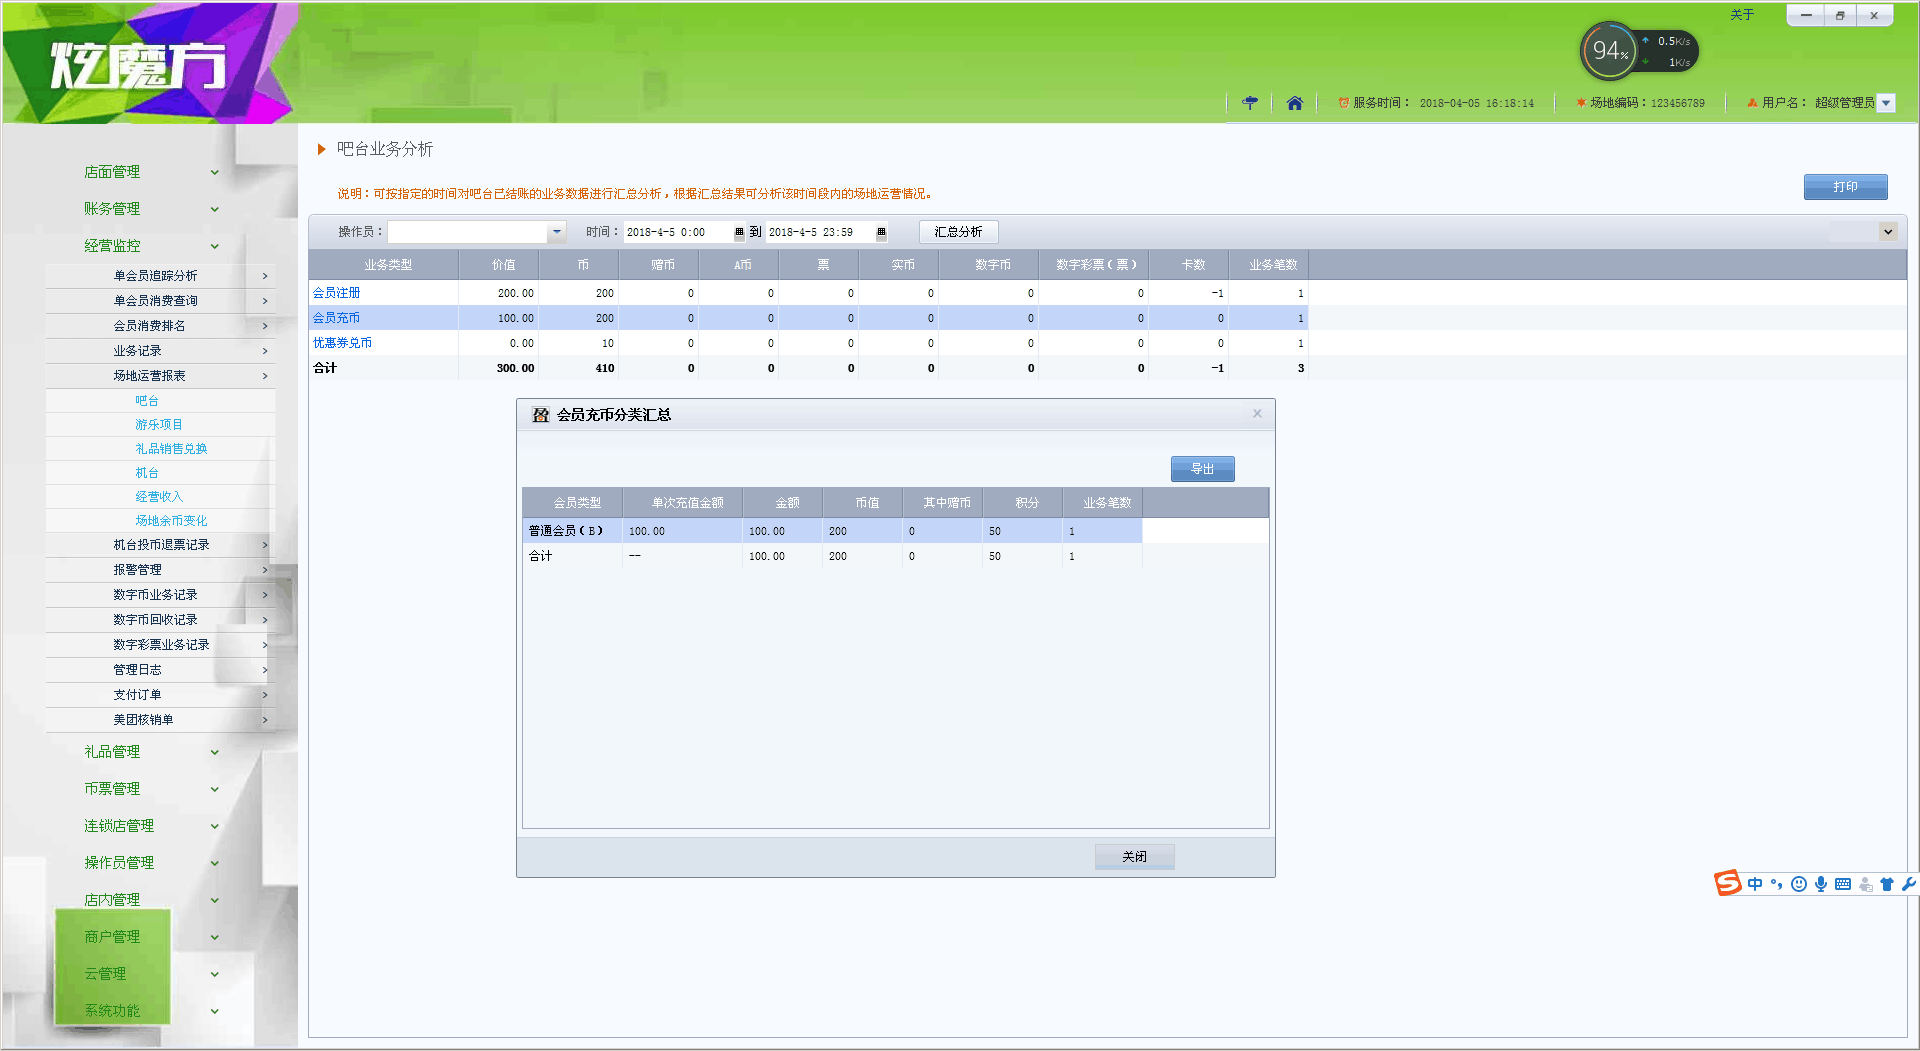 关于
炫魔方
94%
0.5K/s
1K/s
服务时间： 2018-04-05 16:18:14
场地编码：123456789
用户名： 超级管理员
店面管理
账务管理
经营监控
单会员追踪分析
单会员消费查询
会员消费排名
业务记录
场地运营报表
吧台
游乐项目
礼品销售兑换
机台
经营收入
场地余币变化
机台投币退票记录
报警管理
数字币业务记录
数字币回收记录
数字彩票业务记录
管理日志
支付订单
美团核销单
礼品管理
币票管理
连锁店管理
操作员管理
店内管理
商户管理
云管理
系统功能
吧台业务分析
说明：可按指定的时间对吧台已结账的业务数据进行汇总分析，根据汇总结果可分析该时间段内的场地运营情况。
打印
操作员： 时间： 2018-4-5 0:00 到 2018-4-5 23:59 汇总分析
业务类型 价值 币 赠币 A币 票 实币 数字币 数字彩票(票) 卡数 业务笔数
会员注册 200.00 200 0 0 0 0 0 0 -1 1
会员充币 100.00 200 0 0 0 0 0 0 0 1
优惠券兑币 0.00 10 0 0 0 0 0 0 0 1
合计 300.00 410 0 0 0 0 0 0 -1 3
会员充币分类汇总
导出
会员类型 单次充值金额 金额 币值 其中赠币 积分 业务笔数
普通会员(B) 100.00 100.00 200 0 50 1
合计 -- 100.00 200 0 50 1
关闭
S 中